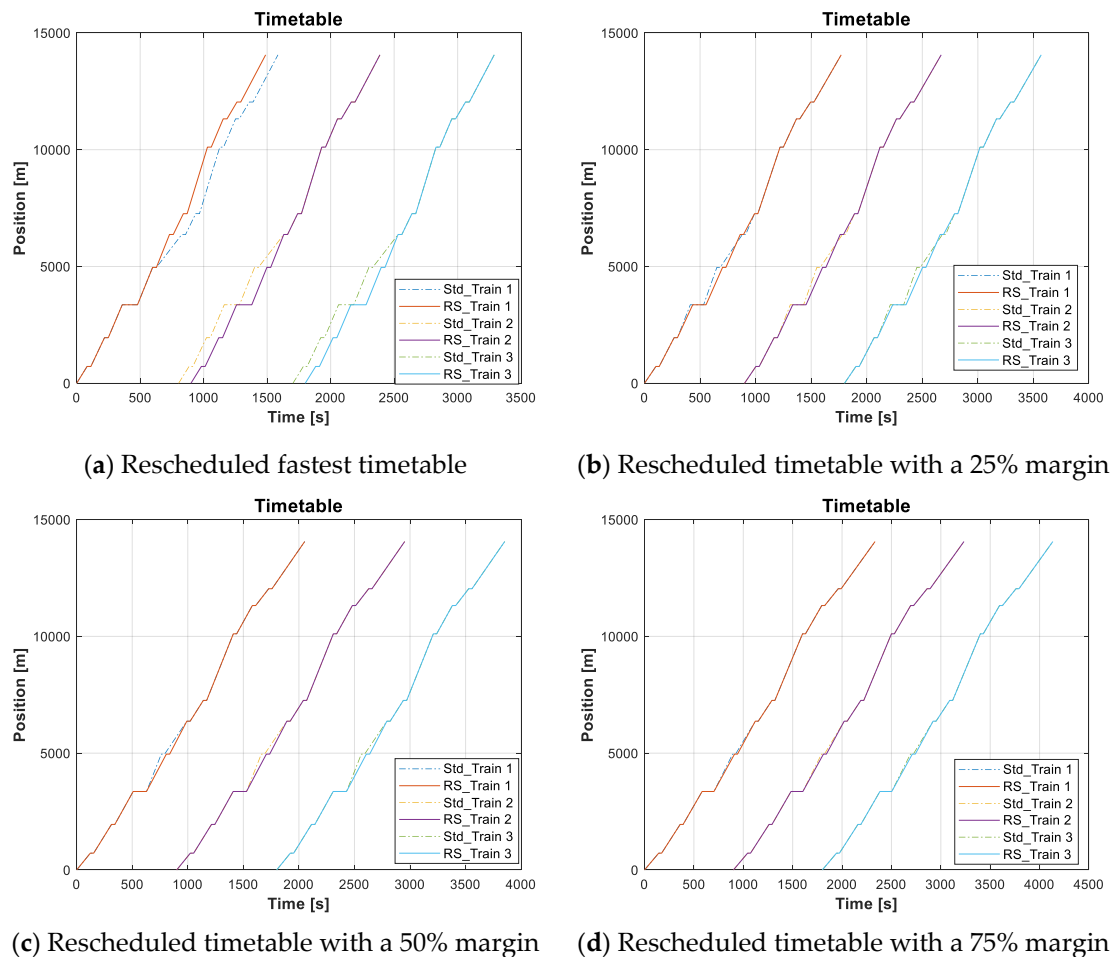 Timetable
15000
10000
5000
0
Position [m]
0 500 1000 1500 2000 2500 3000 3500
Time [s]
Std_Train 1
RS_Train 1
Std_Train 2
RS_Train 2
Std_Train 3
RS_Train 3
(a) Rescheduled fastest timetable
Timetable
15000
10000
5000
0
Position [m]
0 500 1000 1500 2000 2500 3000 3500 4000
Time [s]
Std_Train 1
RS_Train 1
Std_Train 2
RS_Train 2
Std_Train 3
RS_Train 3
(b) Rescheduled timetable with a 25% margin
Timetable
15000
10000
5000
0
Position [m]
0 500 1000 1500 2000 2500 3000 3500 4000
Time [s]
Std_Train 1
RS_Train 1
Std_Train 2
RS_Train 2
Std_Train 3
RS_Train 3
(c) Rescheduled timetable with a 50% margin
Timetable
15000
10000
5000
0
Position [m]
0 500 1000 1500 2000 2500 3000 3500 4000 4500
Time [s]
Std_Train 1
RS_Train 1
Std_Train 2
RS_Train 2
Std_Train 3
RS_Train 3
(d) Rescheduled timetable with a 75% margin